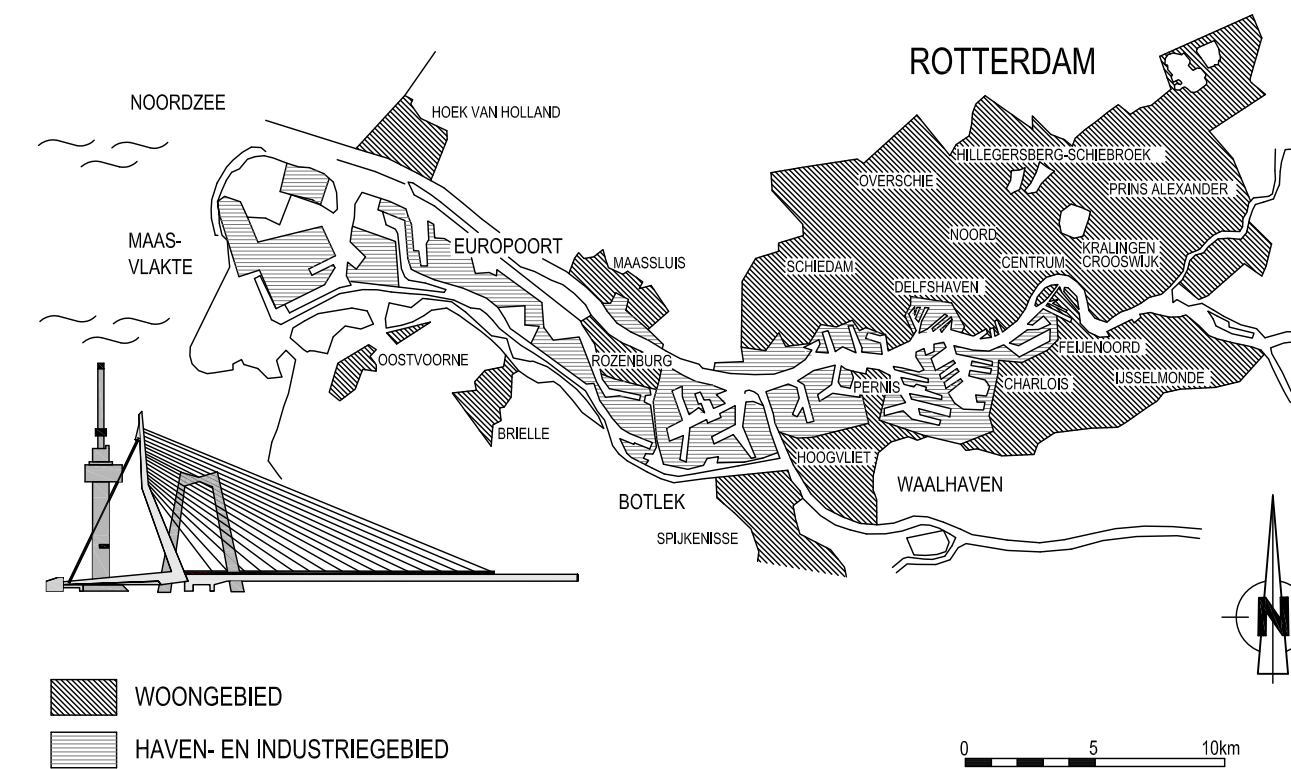 ROTTERDAM
NOORDZEE
HOEK VAN HOLLAND
HILLEGERSBERG-SCHIEBROEK
OVERSCHIE
PRINS ALEXANDER
NOORD
MAAS-
VLAKTE
EUROPOORT
KRALINGEN
CROOSWIJK
MAASSLUIS
SCHIEDAM
CENTRUM
DELFSHAVEN
OOSTVOORNE
ROZENBURG
FEIJENOORD
PERNIS
CHARLOIS
IJSSELMONDE
BRIELLE
HOOGVLIET
WAALHAVEN
BOTLEK
SPIJKENISSE
N
WOONGEBIED
HAVEN- EN INDUSTRIEGEBIED
0 5 10km